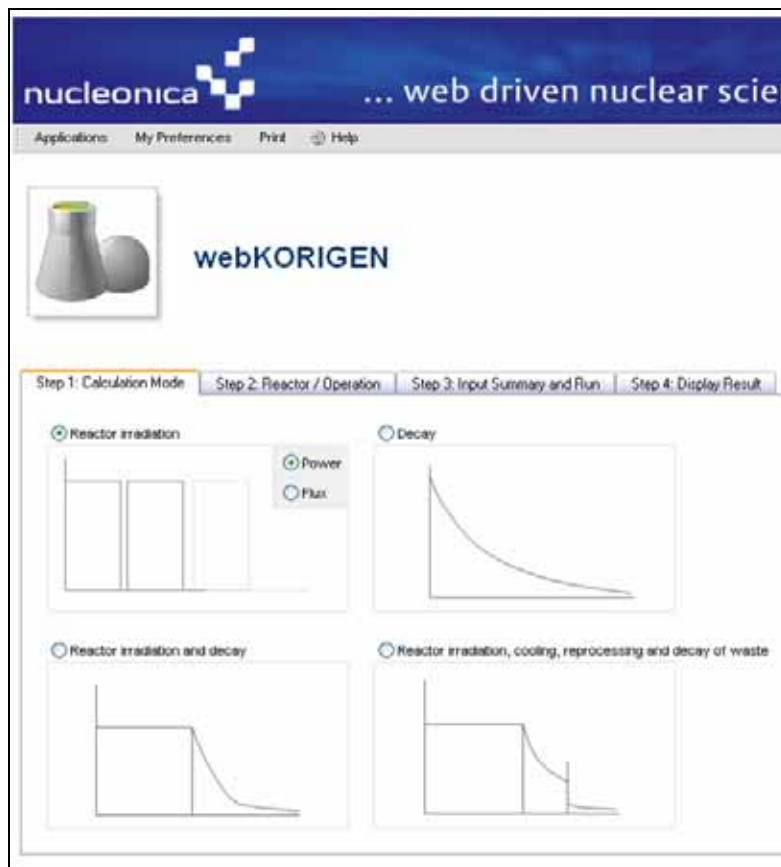 nucleonica
... web driven nuclear scie
Applications My Preferences Print Help
webKORIGEN
Step 1: Calculation Mode Step 2: Reactor / Operation Step 3: Input Summary and Run Step 4: Display Result
Reactor irradiation
Power
Flux
Decay
Reactor irradiation and decay
Reactor irradiation, cooling, reprocessing and decay of waste